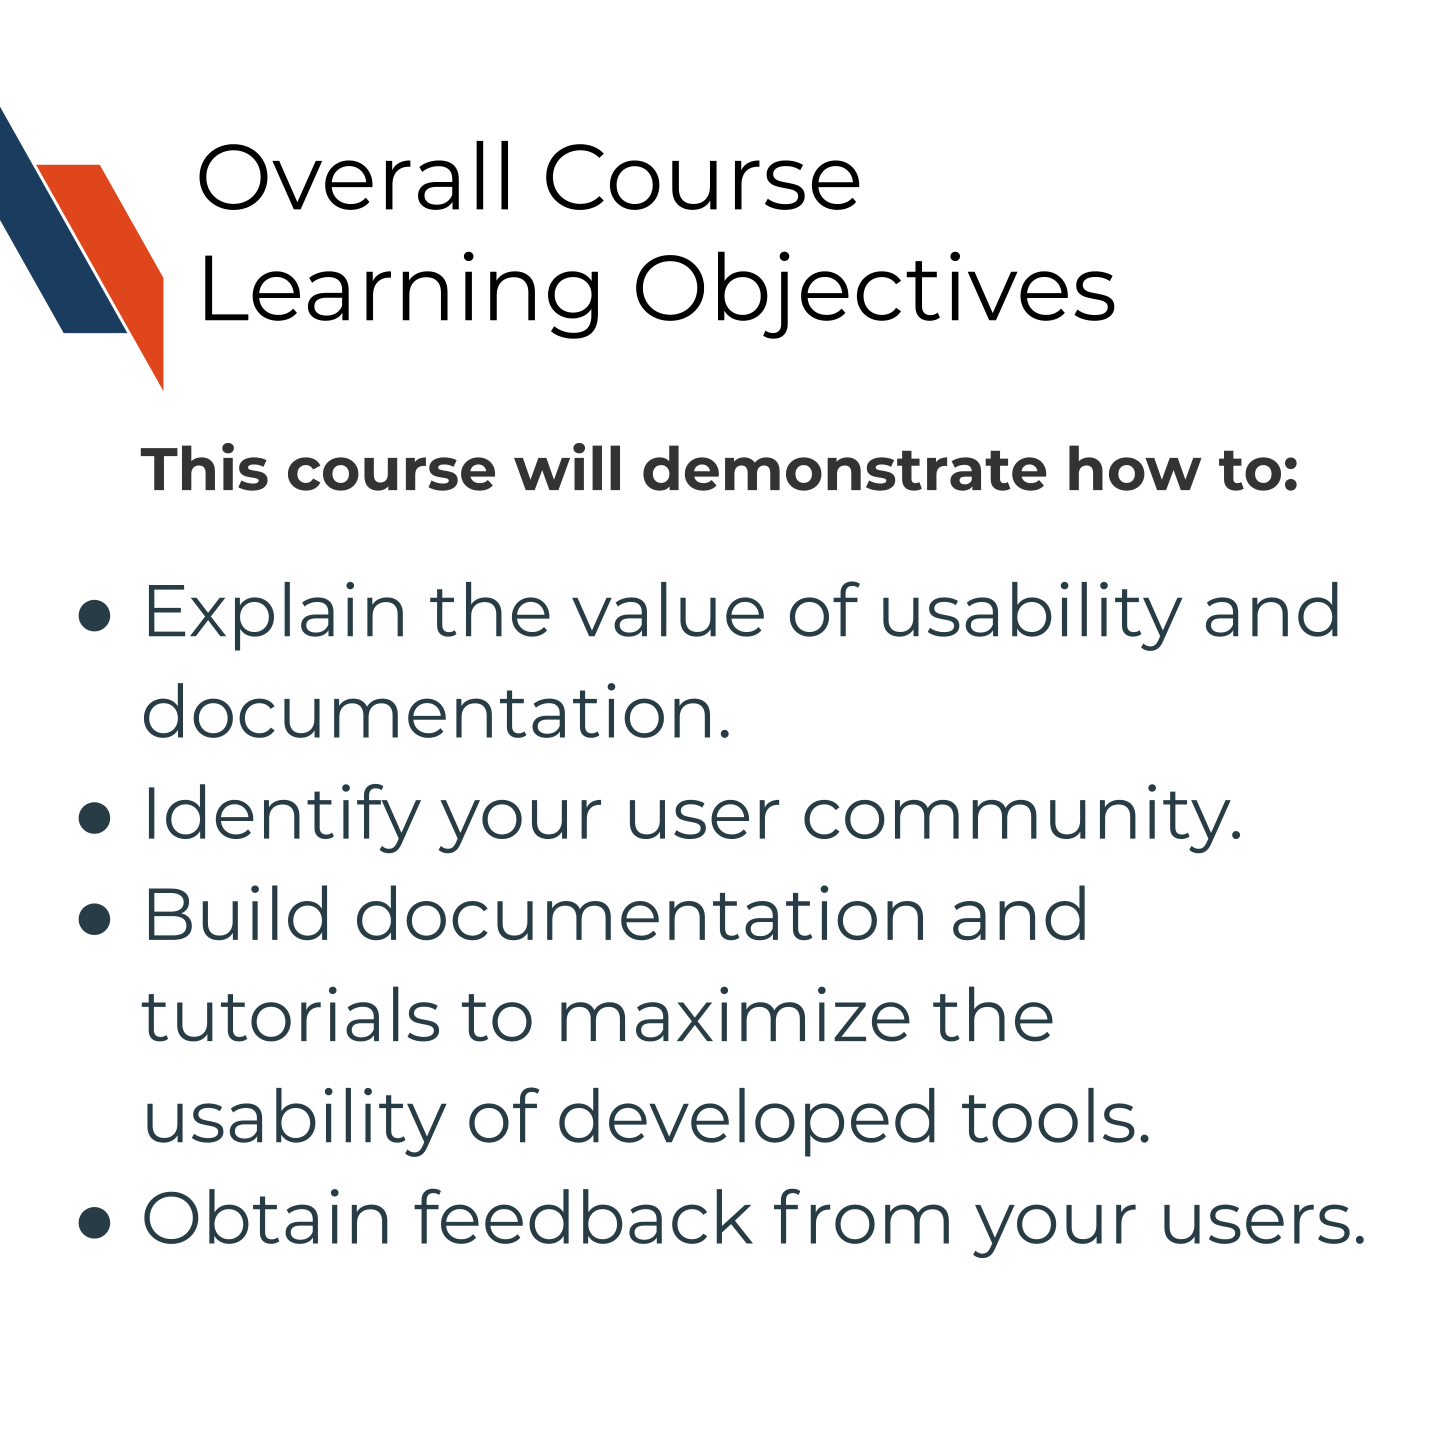 Overall Course
Learning Objectives
This course will demonstrate how to:
● Explain the value of usability and
documentation.
● Identify your user community.
● Build documentation and
tutorials to maximize the
usability of developed tools.
● Obtain feedback from your users.